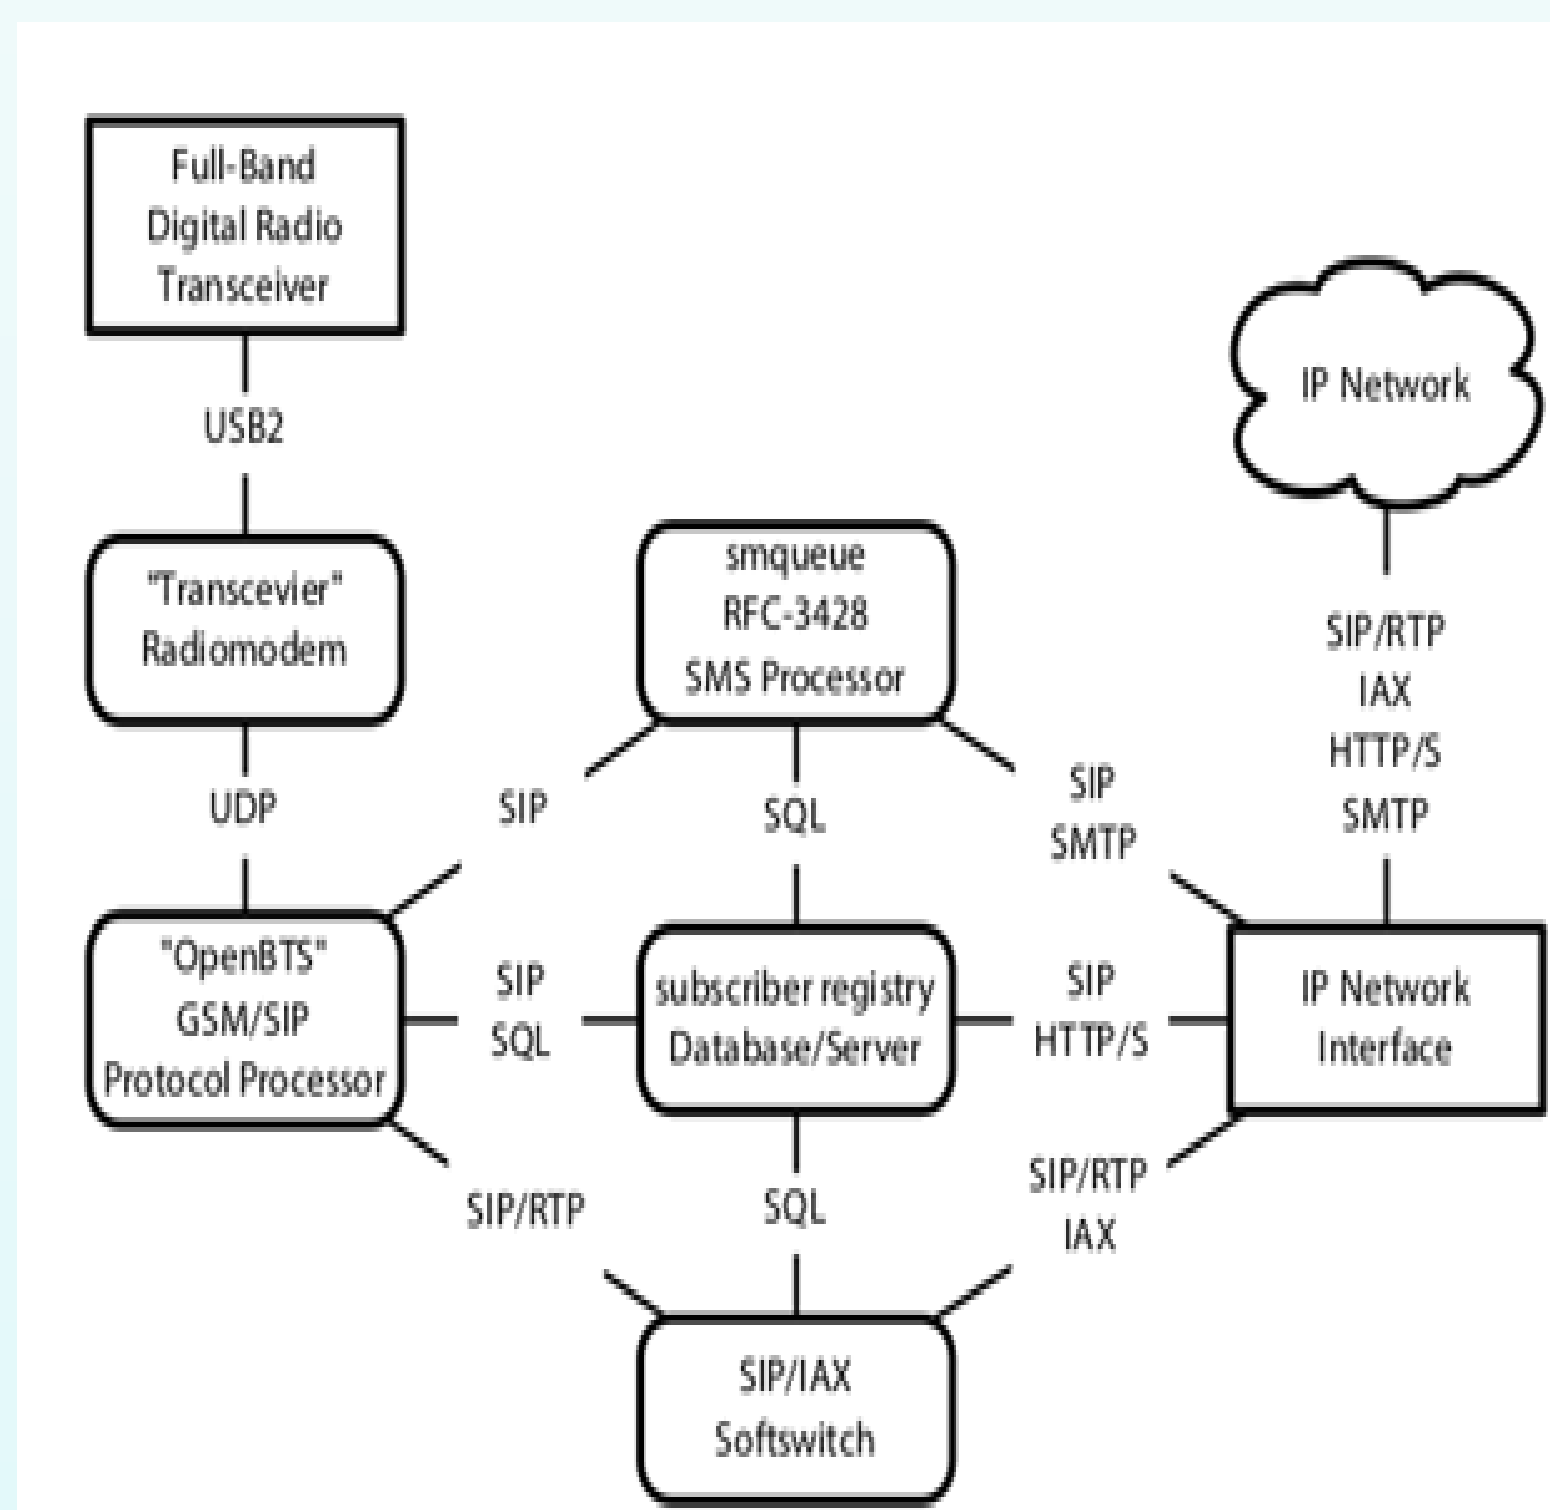 Full-Band
Digital Radio
Transceiver
USB2
"Transcevier"
Radiomodem
UDP
"OpenBTS"
GSM/SIP
Protocol Processor
SIP
SIP
SQL
SIP/RTP
smqueue
RFC-3428
SMS Processor
SQL
subscriber registry
Database/Server
SQL
SIP/IAX
Softswitch
SIP
SMTP
SIP
HTTP/S
SIP/RTP
IAX
IP Network
SIP/RTP
IAX
HTTP/S
SMTP
IP Network
Interface